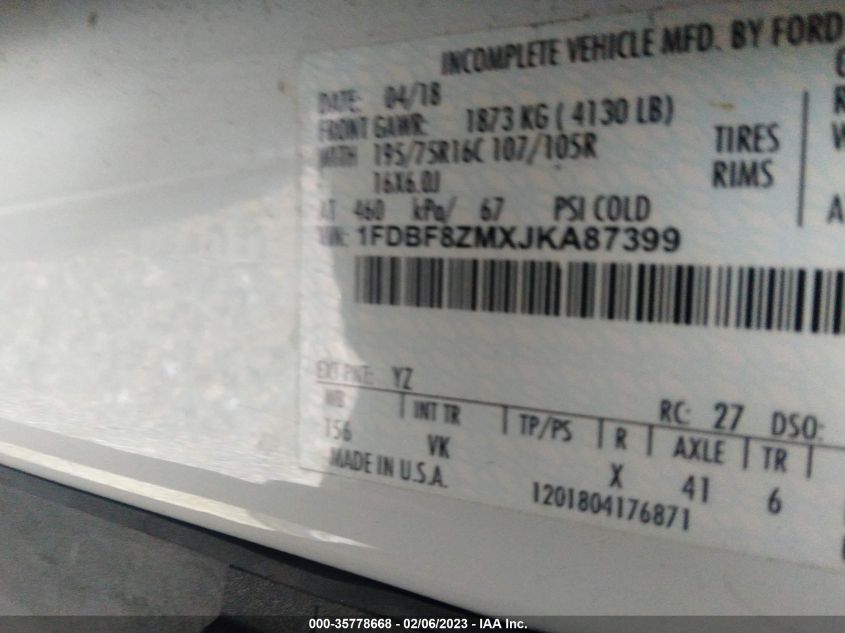 INCOMPLETE VEHICLE MFD. BY FORD
DATE: 04/18
FRONT GAWR: 1873 KG ( 4130 LB)
WITH 195/75R16C 107/105R TIRES
16X6.0J RIMS
AT 460 kPa/ 67 PSI COLD
VIN: 1FDBF8ZMXJKA87399
EXT PNT: YZ
RC: 27 DSO:
WB INT TR TP/PS R AXLE TR
156 VK X 41 6
MADE IN U.S.A.
1201804176871
000-35778668 - 02/06/2023 - IAA Inc.